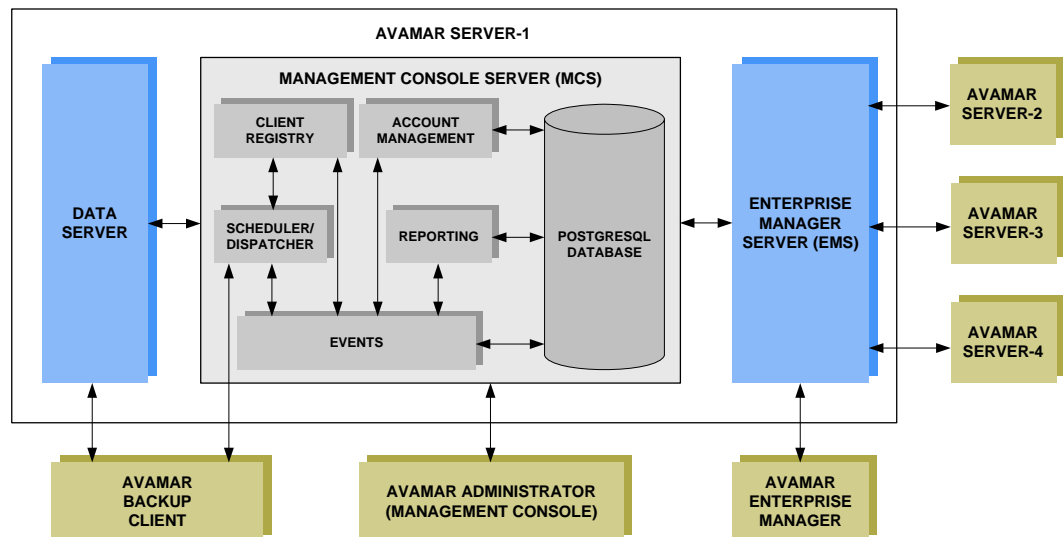 AVAMAR SERVER-1
MANAGEMENT CONSOLE SERVER (MCS)
CLIENT
REGISTRY
ACCOUNT
MANAGEMENT
DATA
SERVER
SCHEDULER/
DISPATCHER
REPORTING
POSTGRESQL
DATABASE
EVENTS
ENTERPRISE
MANAGER
SERVER (EMS)
AVAMAR
SERVER-2
AVAMAR
SERVER-3
AVAMAR
SERVER-4
AVAMAR
BACKUP
CLIENT
AVAMAR ADMINISTRATOR
(MANAGEMENT CONSOLE)
AVAMAR
ENTERPRISE
MANAGER